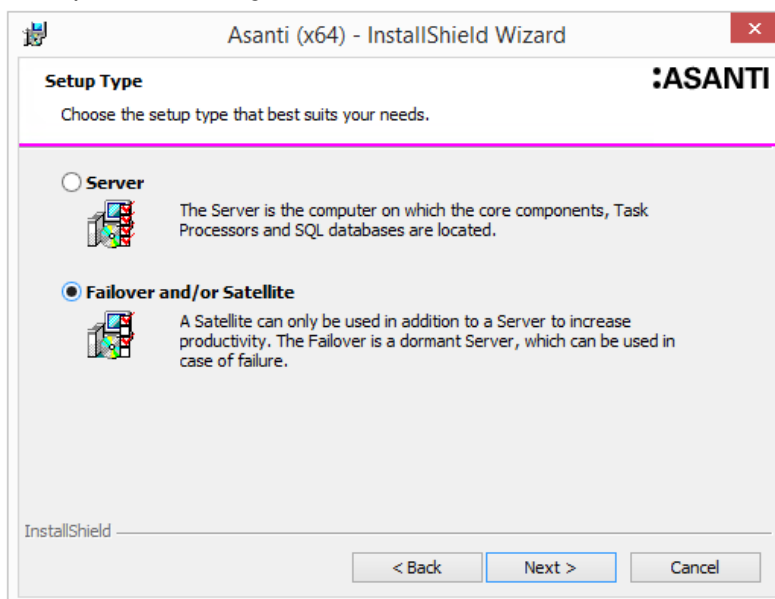 Asanti (x64) - InstallShield Wizard
Setup Type
:ASANTI
Choose the setup type that best suits your needs.
Server
The Server is the computer on which the core components, Task
Processors and SQL databases are located.
Failover and/or Satellite
A Satellite can only be used in addition to a Server to increase
productivity. The Failover is a dormant Server, which can be used in
case of failure.
InstallShield
< Back
Next >
Cancel